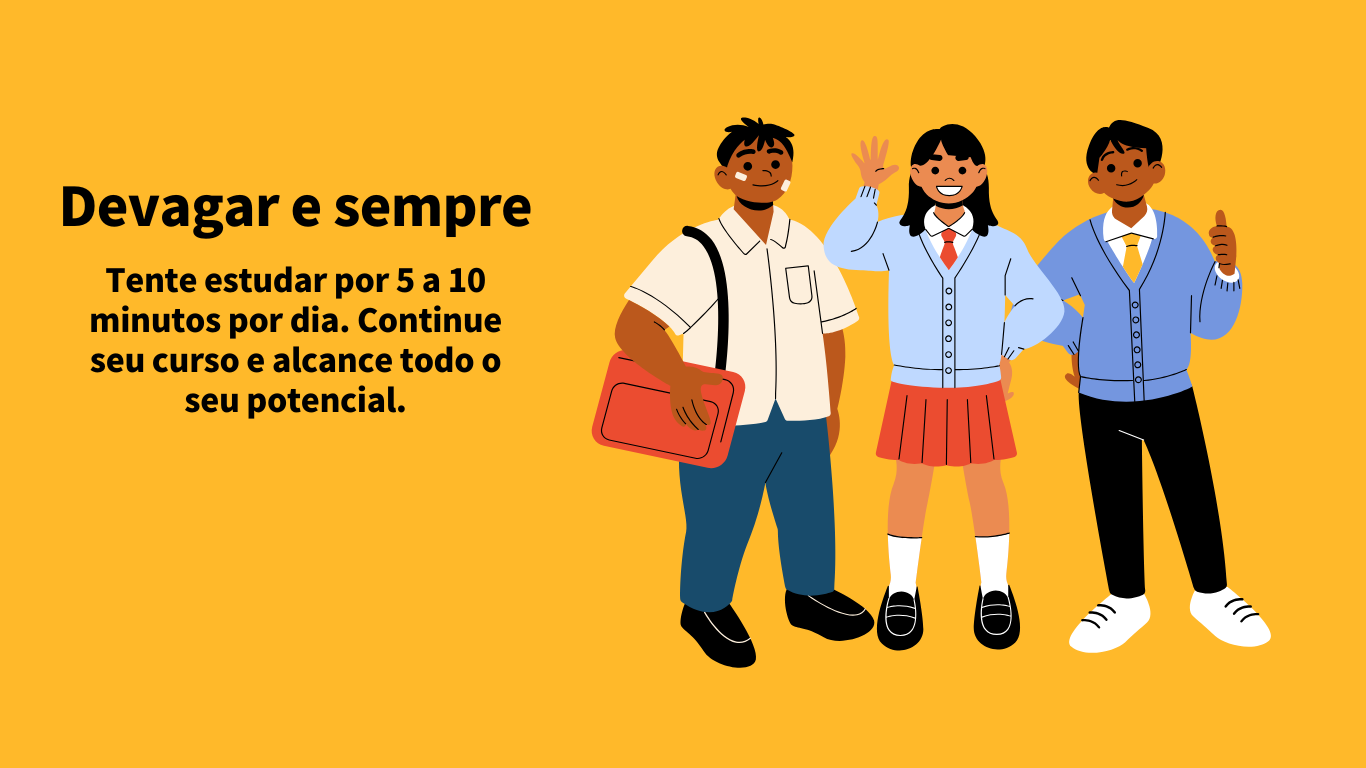 Devagar e sempre
Tente estudar por 5 a 10
minutos por dia. Continue
seu curso e alcance todo o
seu potencial.